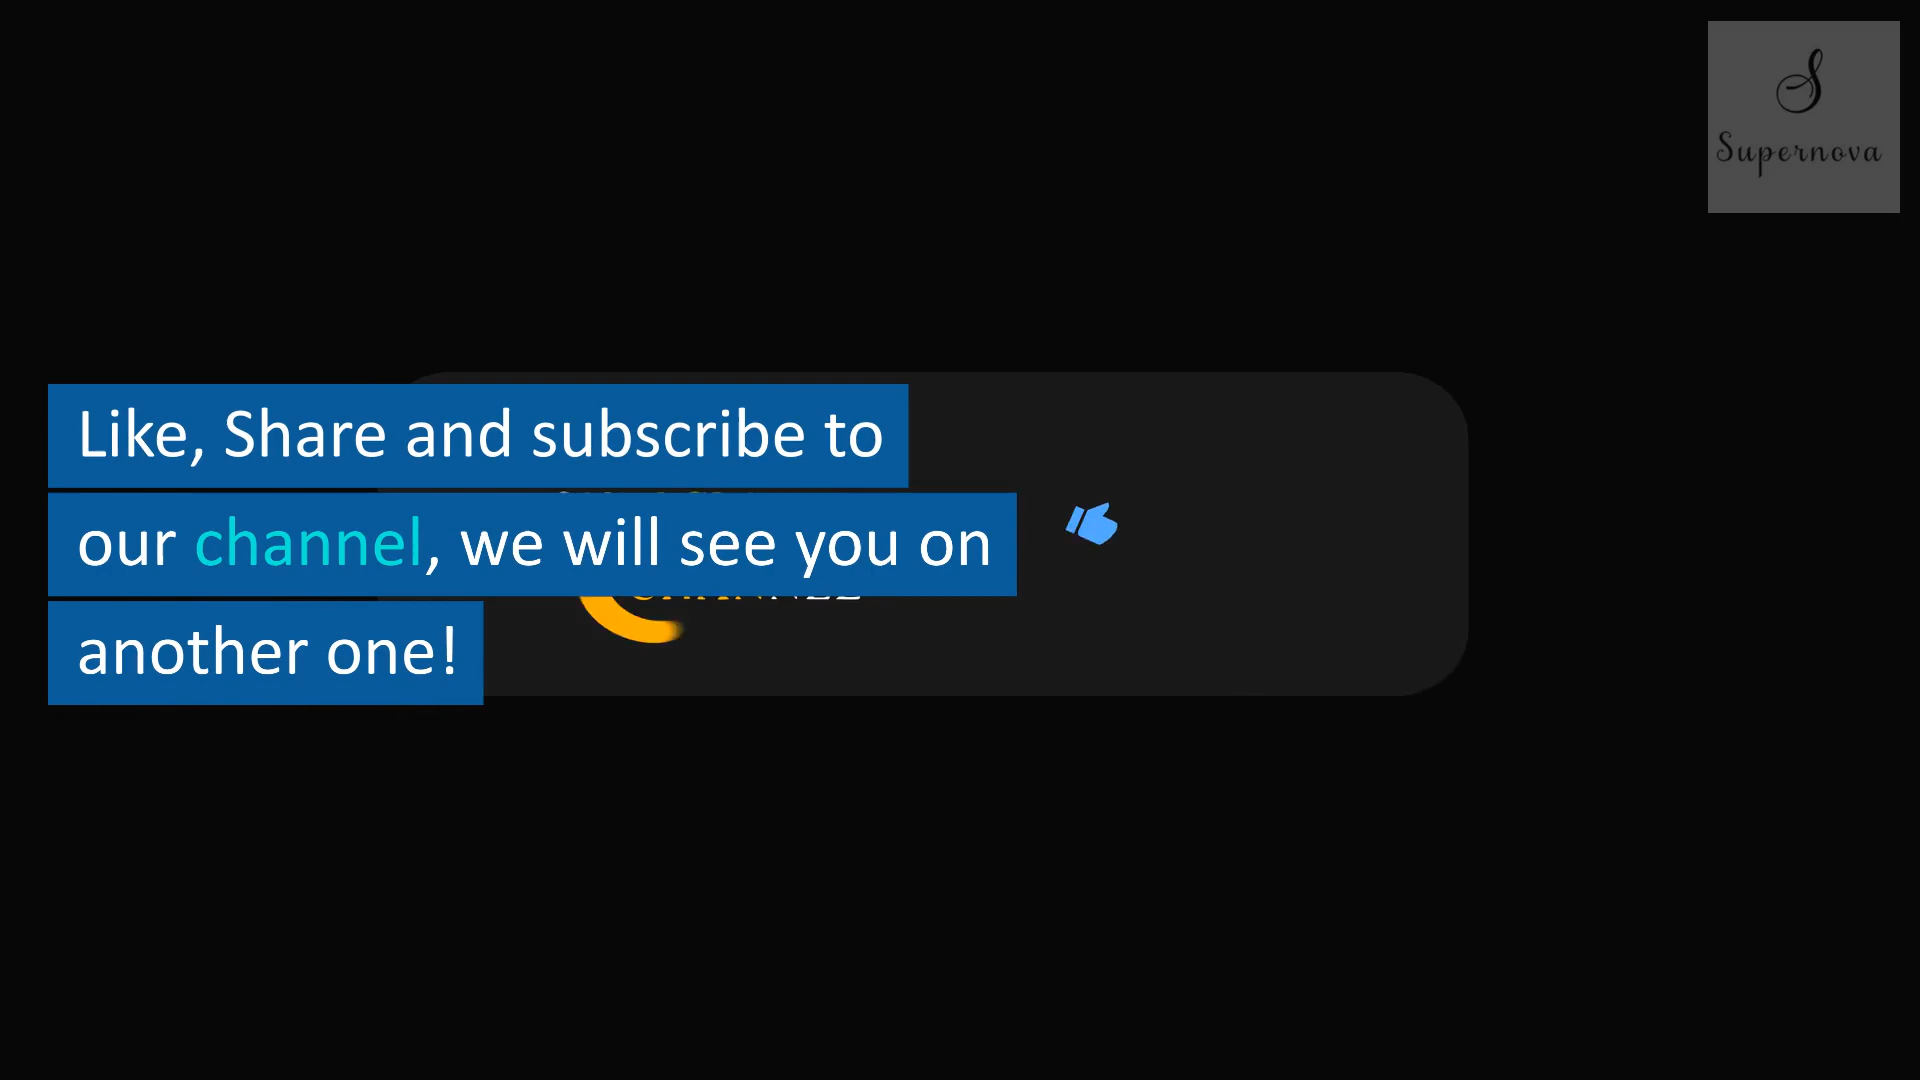 S
Supernova
Like, Share and subscribe to
our channel, we will see you on
another one!